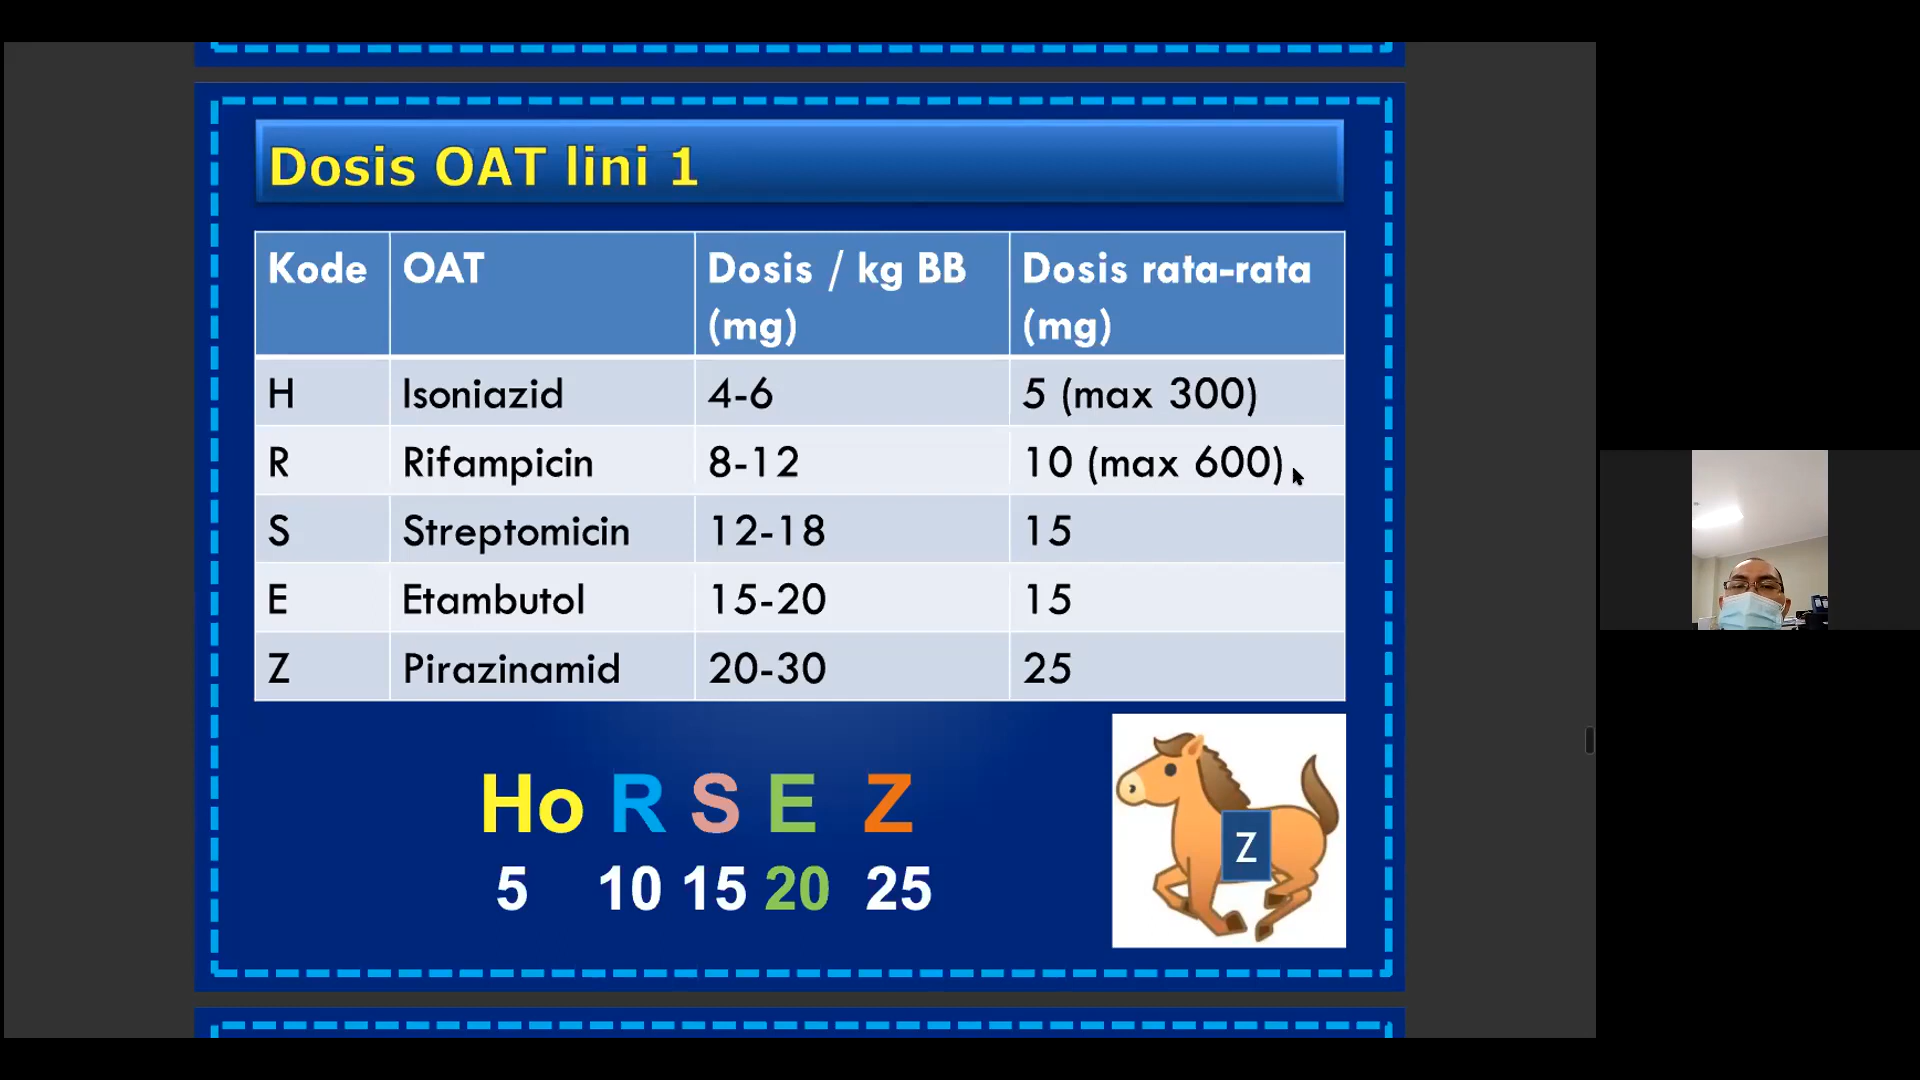 Dosis OAT lini 1
Kode OAT Dosis / kg BB (mg) Dosis rata-rata (mg)
H Isoniazid 4-6 5 (max 300)
R Rifampicin 8-12 10 (max 600)
S Streptomicin 12-18 15
E Etambutol 15-20 15
Z Pirazinamid 20-30 25
Ho R S E Z
5 10 15 20 25
Z